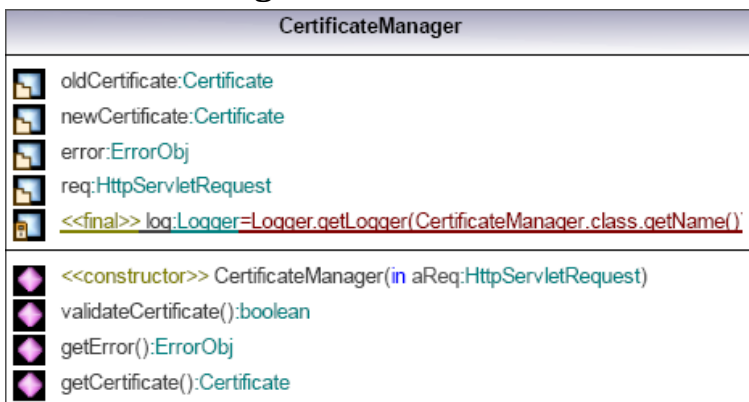 CertificateManager
oldCertificate:Certificate
newCertificate:Certificate
error:ErrorObj
req:HttpServletRequest
<<final>> log:Logger=Logger.getLogger(CertificateManager.class.getName())
<<constructor>> CertificateManager(in aReq:HttpServletRequest)
validateCertificate():boolean
getError():ErrorObj
getCertificate():Certificate